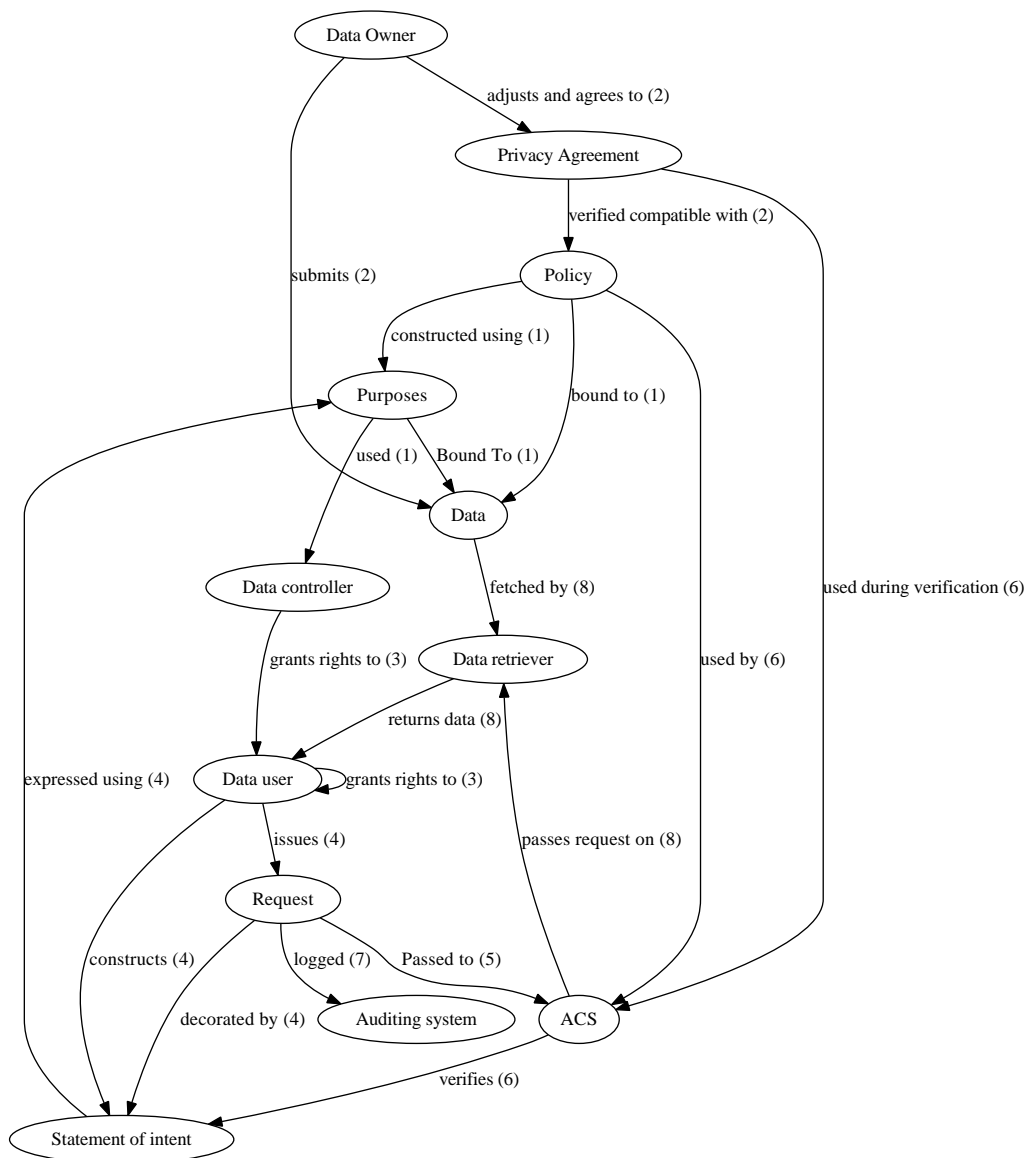 Data Owner
adjusts and agrees to (2)
Privacy Agreement
verified compatible with (2)
submits (2)
Policy
constructed using (1)
Purposes
bound to (1)
used (1)
Bound To (1)
Data
Data controller
fetched by (8)
used during verification (6)
grants rights to (3)
Data retriever
used by (6)
returns data (8)
expressed using (4)
Data user
grants rights to (3)
issues (4)
passes request on (8)
Request
constructs (4)
logged (7)
Passed to (5)
decorated by (4)
Auditing system
ACS
verifies (6)
Statement of intent